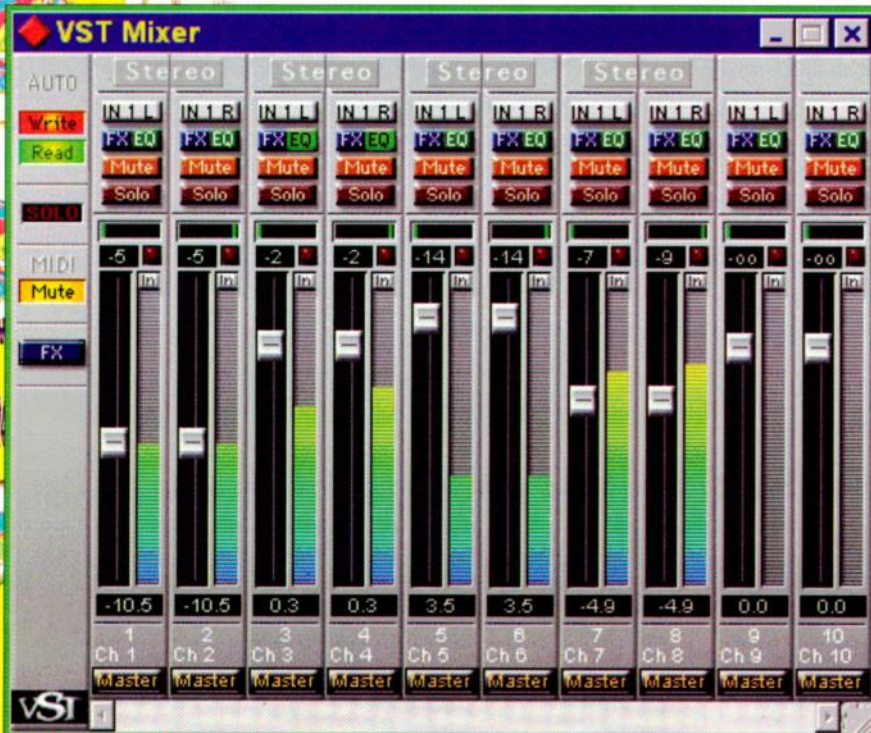 VST Mixer
AUTO
Write
Read
SOLO
MIDI
Mute
FX
VST
Stereo Stereo Stereo Stereo
IN 1 L IN 1 R IN 1 L IN 1 R IN 1 L IN 1 R IN 1 L IN 1 R IN 1 L IN 1 R
FX EQ FX EQ FX EQ FX EQ FX EQ FX EQ FX EQ FX EQ FX EQ FX EQ
Mute Mute Mute Mute Mute Mute Mute Mute Mute Mute
Solo Solo Solo Solo Solo Solo Solo Solo Solo Solo
-5 -5 -2 -2 -14 -14 -7 -9 -oo -oo
In In In In In In In In In In
-10.5 -10.5 0.3 0.3 3.5 3.5 -4.9 -4.9 0.0 0.0
1 2 3 4 5 6 7 8 9 10
Ch 1 Ch 2 Ch 3 Ch 4 Ch 5 Ch 6 Ch 7 Ch 8 Ch 9 Ch 10
Master Master Master Master Master Master Master Master Master Master